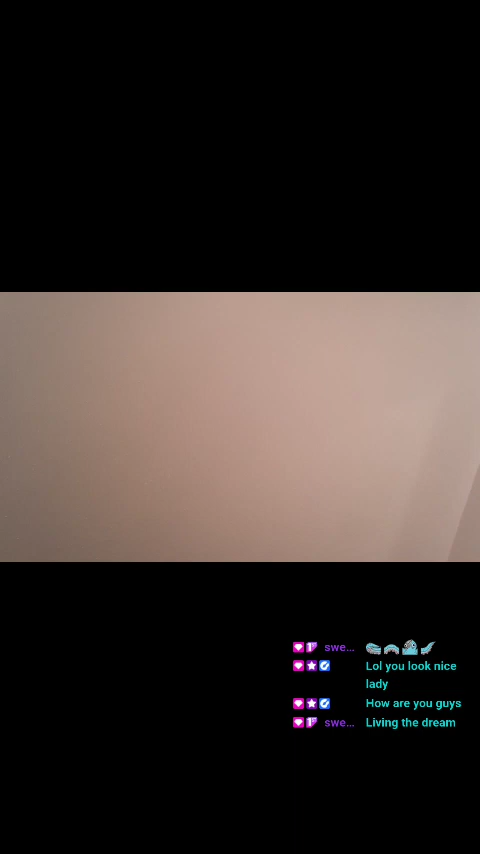 swe...
Lol you look nice
lady
How are you guys
swe... Living the dream